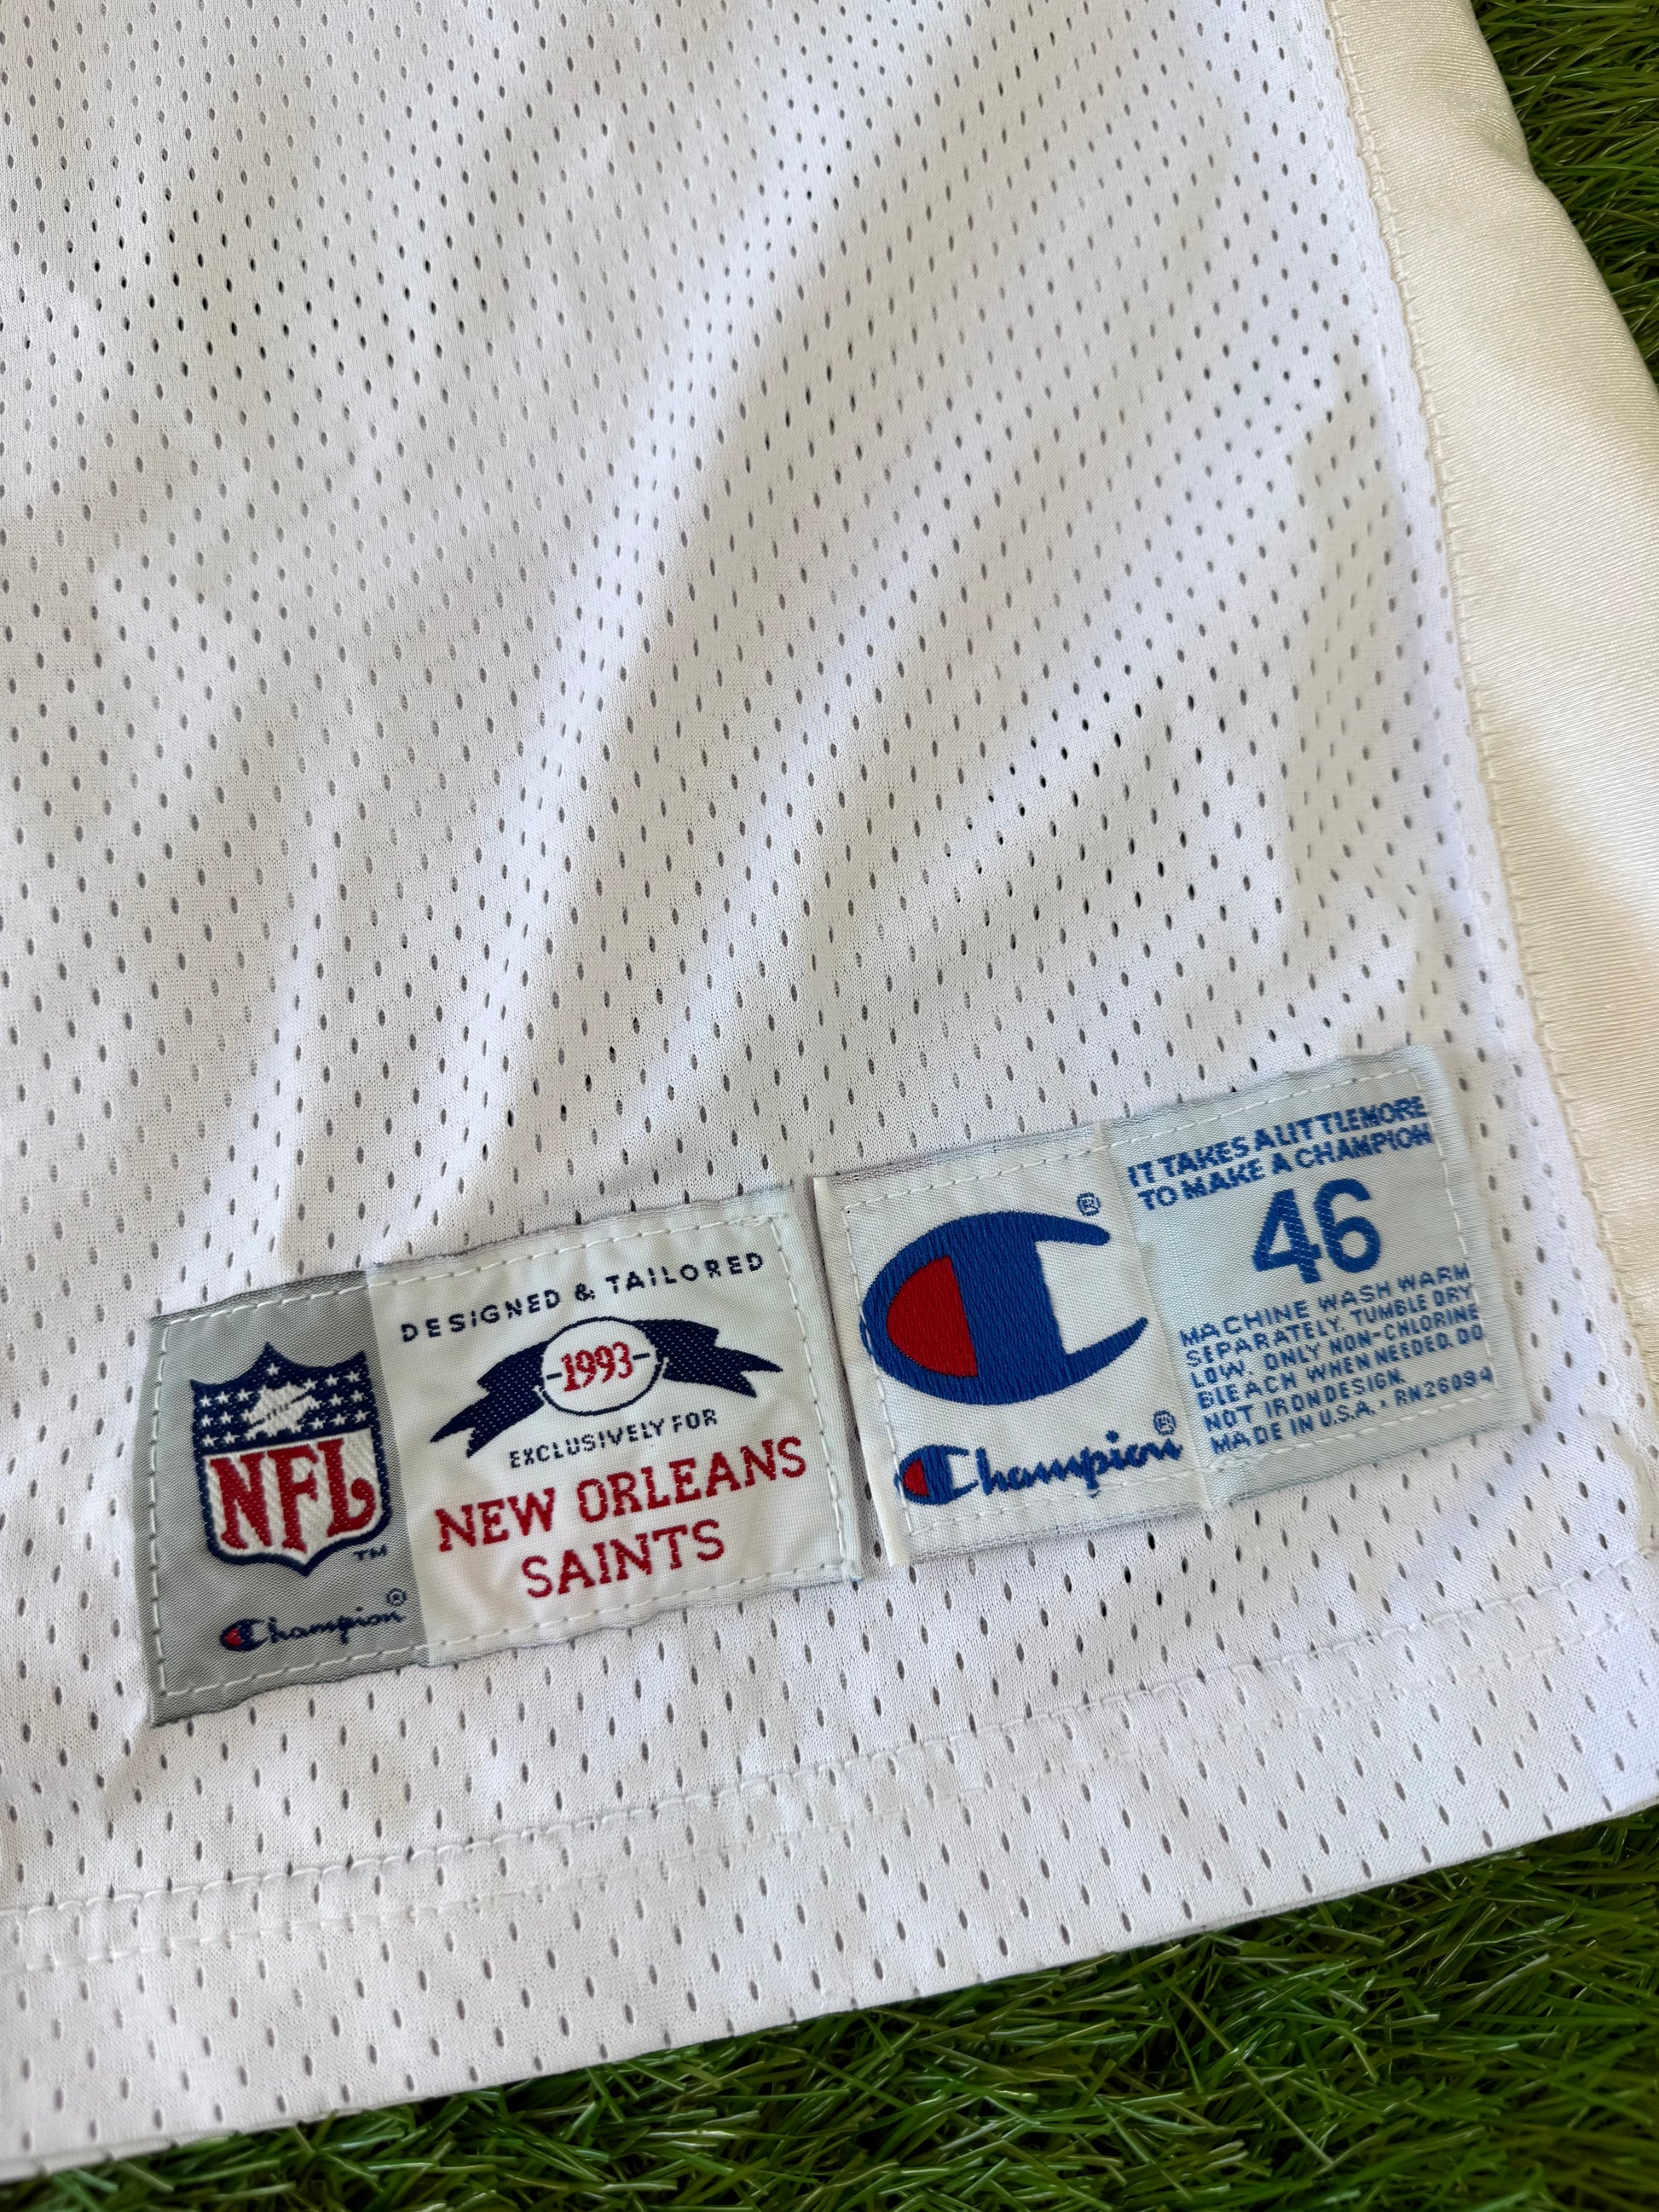 NFL
TM
Champion®
DESIGNED & TAILORED
-1993-
EXCLUSIVELY FOR
NEW ORLEANS
SAINTS
®
Champion®
IT TAKES A LITTLE MORE
TO MAKE A CHAMPION
46
MACHINE WASH WARM
SEPARATELY. TUMBLE DRY
LOW. ONLY NON-CHLORINE
BLEACH WHEN NEEDED. DO
NOT IRON DESIGN.
MADE IN U.S.A. • RN26094